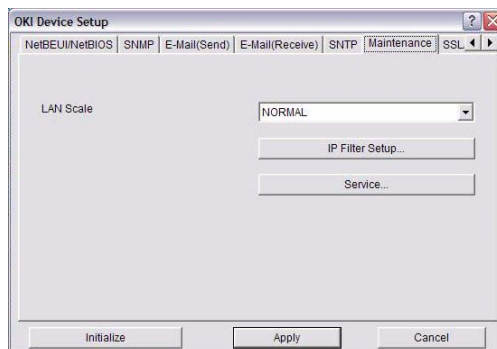 OKI Device Setup
NetBEUI/NetBIOS SNMP E-Mail(Send) E-Mail(Receive) SNTP Maintenance SSL
LAN Scale NORMAL
IP Filter Setup...
Service...
Initialize Apply Cancel